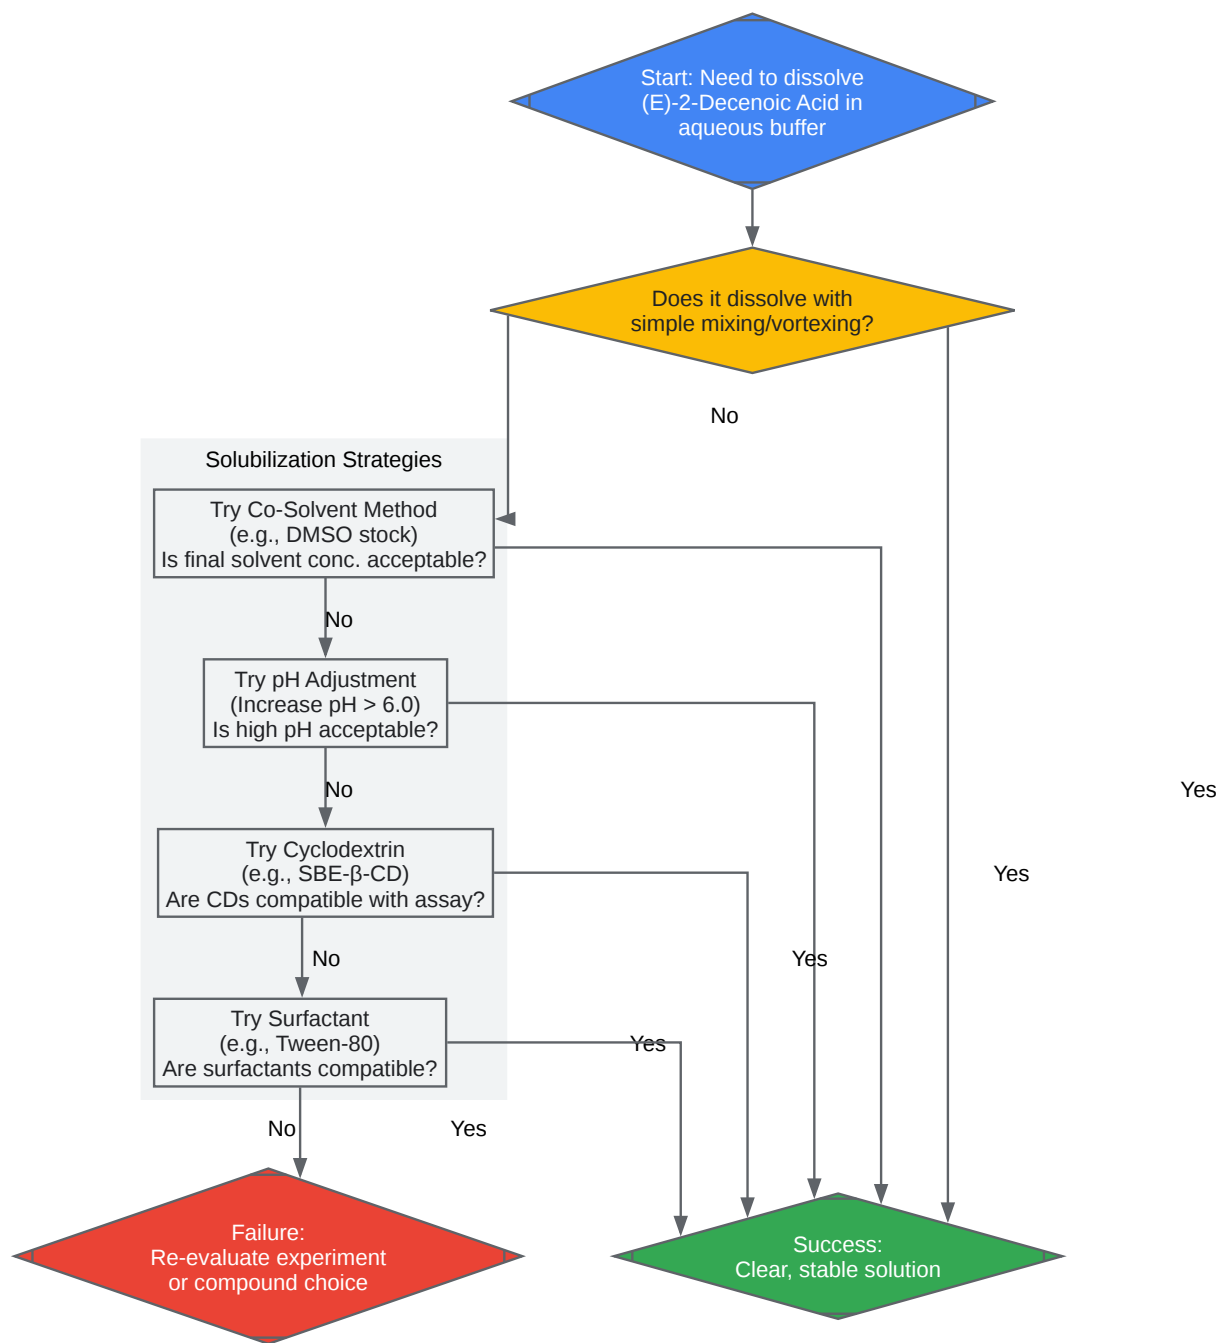 Start: Need to dissolve
(E)-2-Decenoic Acid in
aqueous buffer
Does it dissolve with
simple mixing/vortexing?
No
Solubilization Strategies
Try Co-Solvent Method
(e.g., DMSO stock)
Is final solvent conc. acceptable?
No
Try pH Adjustment
(Increase pH > 6.0)
Is high pH acceptable?
No
Yes
Try Cyclodextrin
(e.g., SBE-β-CD)
Are CDs compatible with assay?
Yes
No
Yes
Try Surfactant
(e.g., Tween-80)
Are surfactants compatible?
Yes
No
Yes
Failure:
Re-evaluate experiment
or compound choice
Success:
Clear, stable solution